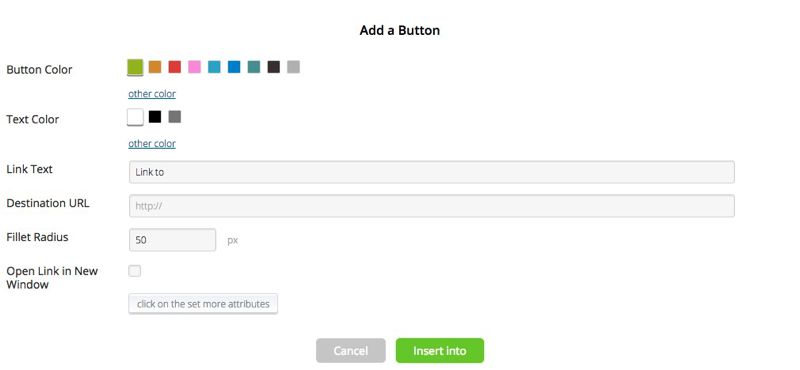 Add a Button
Button Color
other color
Text Color
other color
Link Text
Link to
Destination URL
http://
Fillet Radius
50
px
Open Link in New
Window
click on the set more attributes
Cancel
Insert into